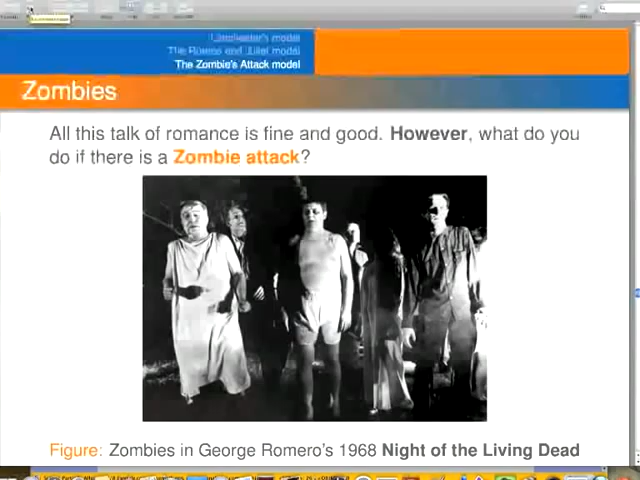 Lanchester's model
The Romeo and Juliet model
The Zombie's Attack model
Zombies
All this talk of romance is fine and good. However, what do you
do if there is a Zombie attack?
Figure: Zombies in George Romero's 1968 Night of the Living Dead